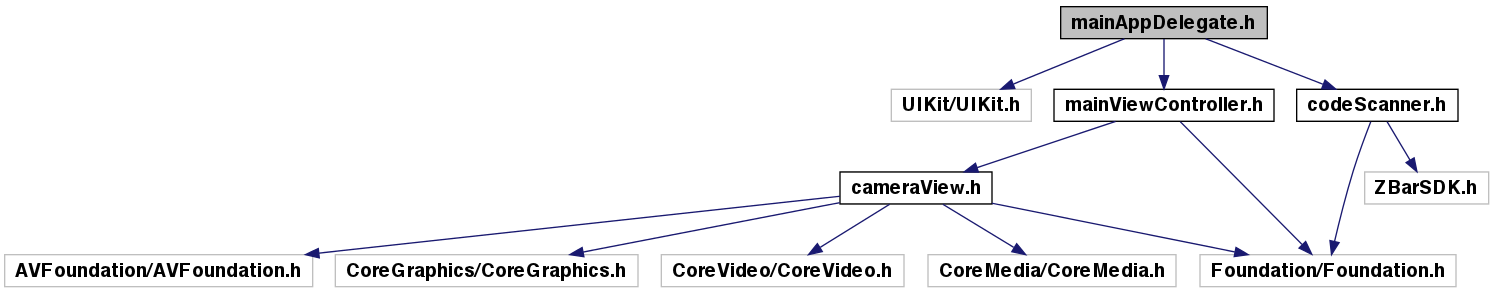 mainAppDelegate.h
UIKit/UIKit.h
mainViewController.h
codeScanner.h
cameraView.h
ZBarSDK.h
AVFoundation/AVFoundation.h
CoreGraphics/CoreGraphics.h
CoreVideo/CoreVideo.h
CoreMedia/CoreMedia.h
Foundation/Foundation.h